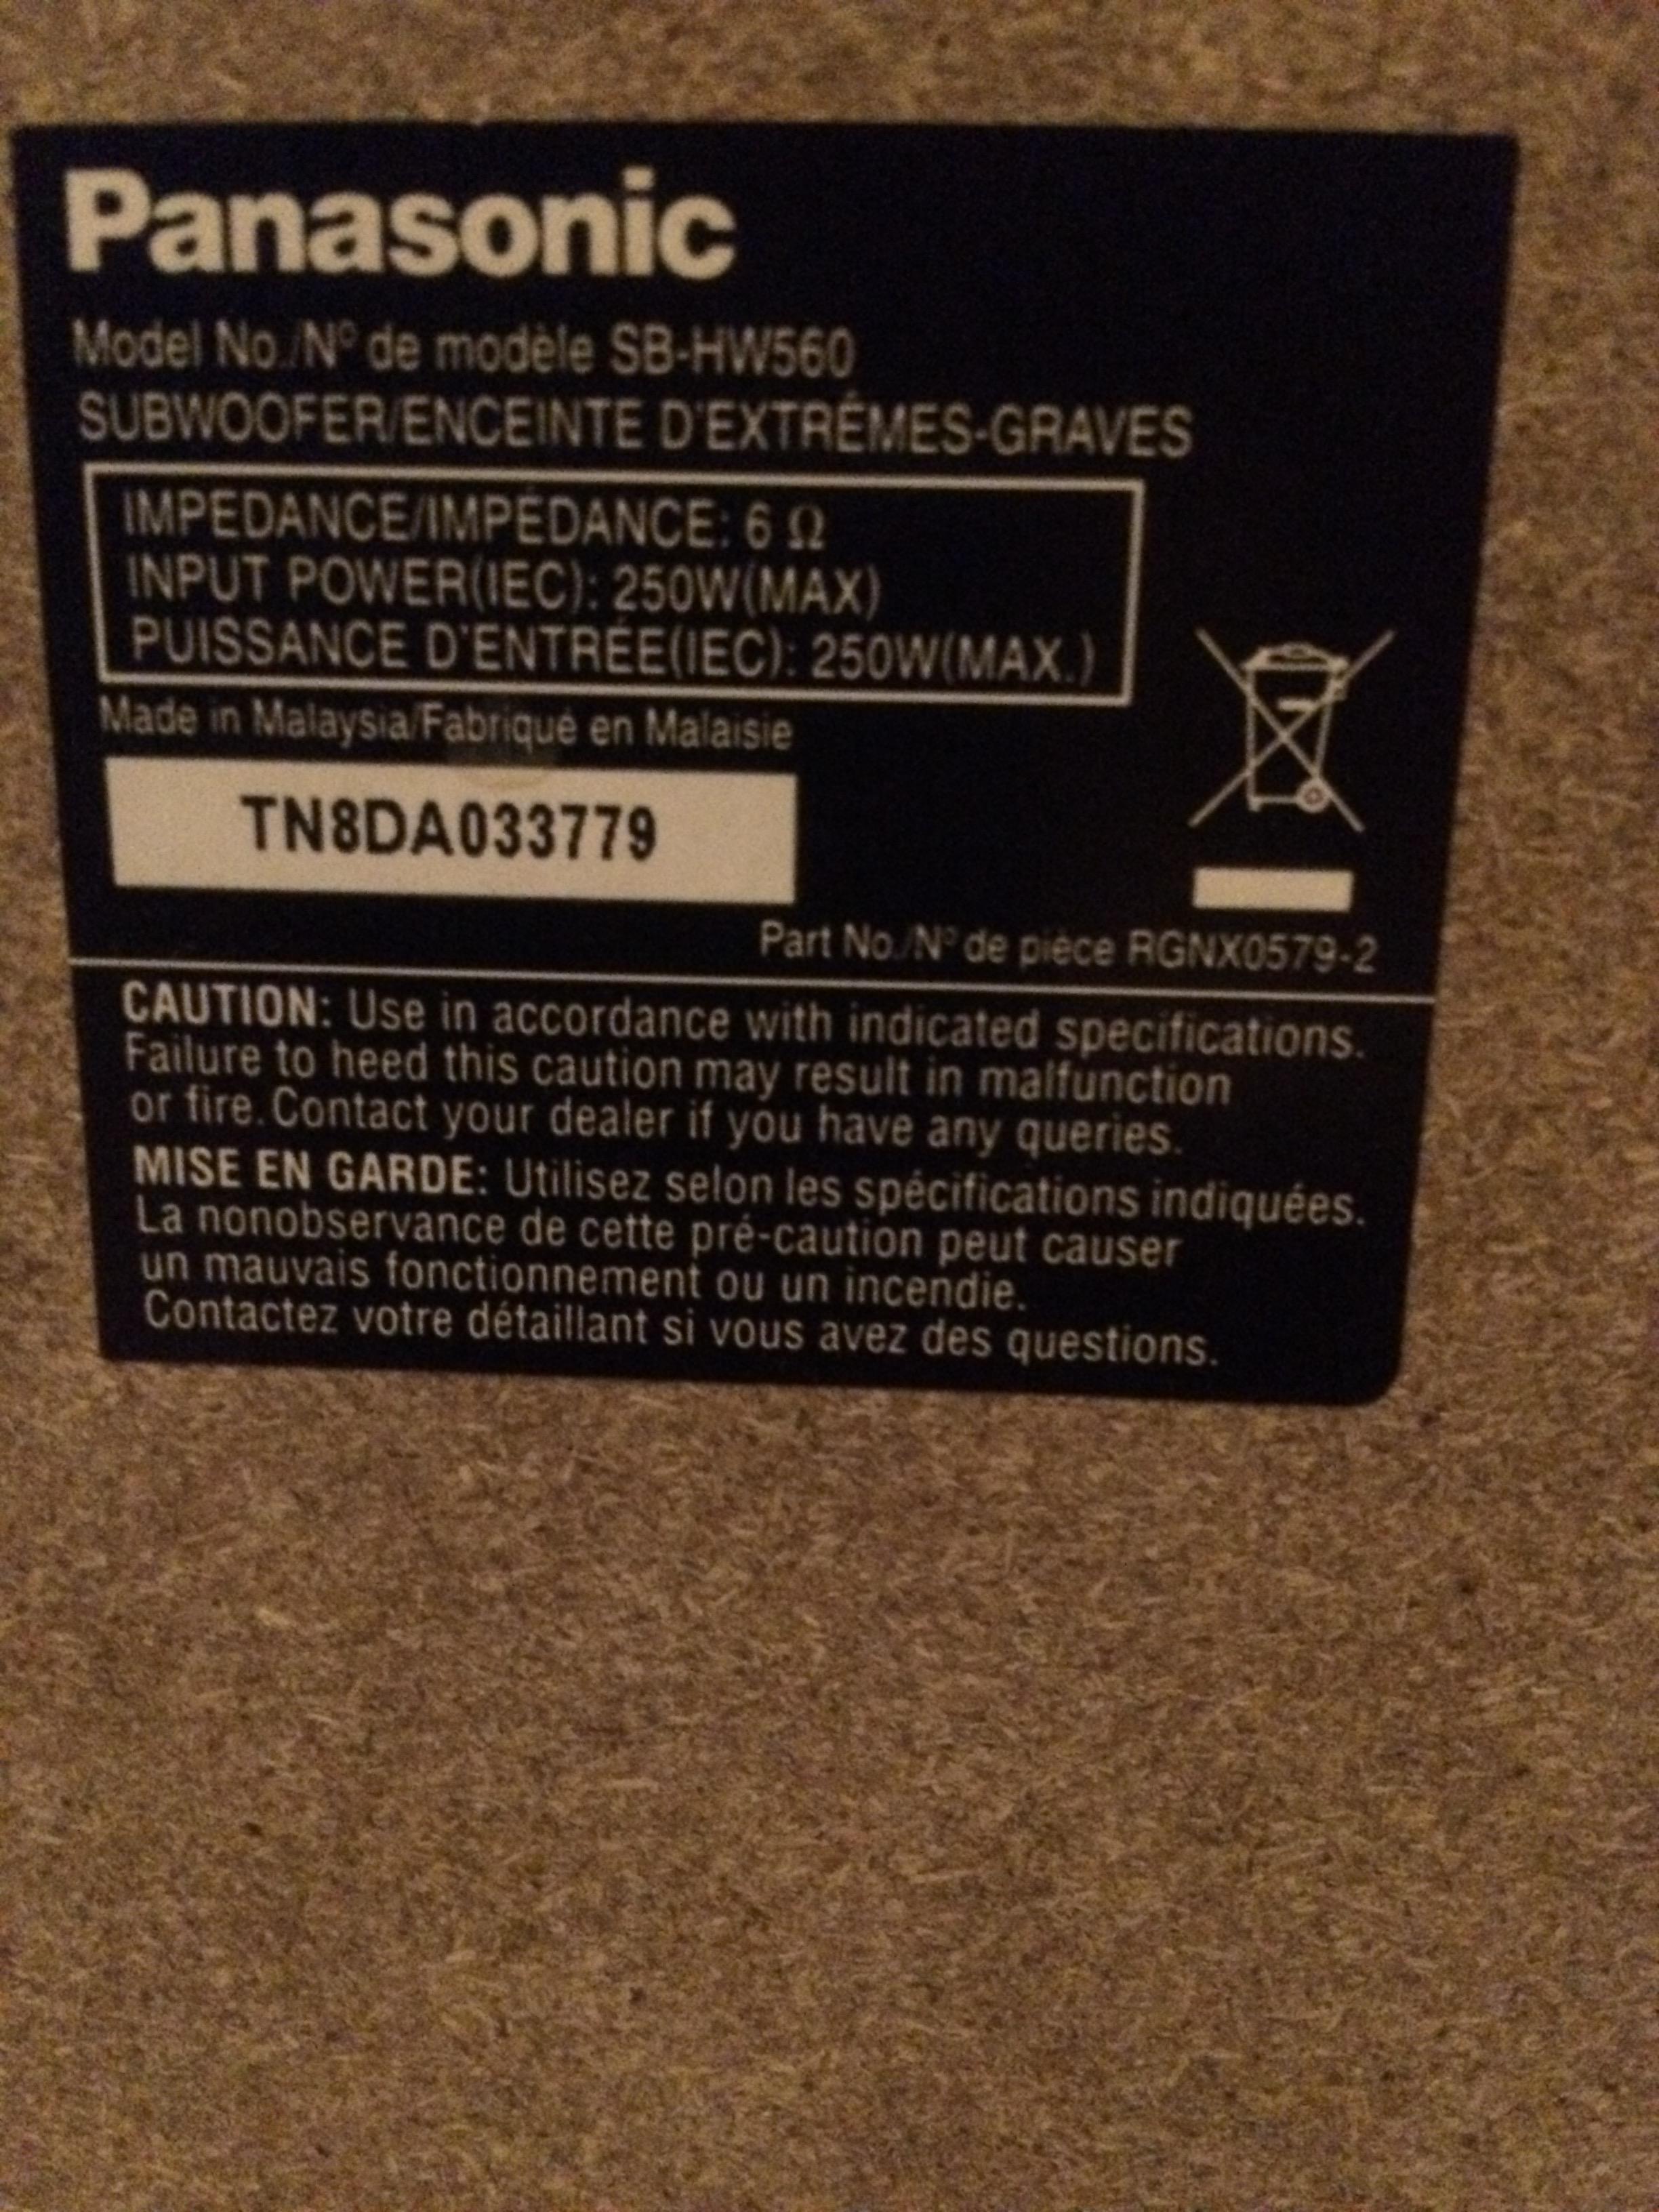 Panasonic
Model No./Nº de modèle SB-HW560
SUBWOOFER/ENCEINTE D'EXTRÉMES-GRAVES
IMPEDANCE/IMPÉDANCE: 6 Ω
INPUT POWER(IEC): 250W(MAX)
PUISSANCE D'ENTRÉE(IEC): 250W(MAX.)
Made in Malaysia/Fabriqué en Malaisie
TN8DA033779
Part No./Nº de pièce RGNX0579-2
CAUTION: Use in accordance with indicated specifications.
Failure to heed this caution may result in malfunction
or fire. Contact your dealer if you have any queries.
MISE EN GARDE: Utilisez selon les spécifications indiquées.
La nonobservance de cette pré-caution peut causer
un mauvais fonctionnement ou un incendie.
Contactez votre détaillant si vous avez des questions.